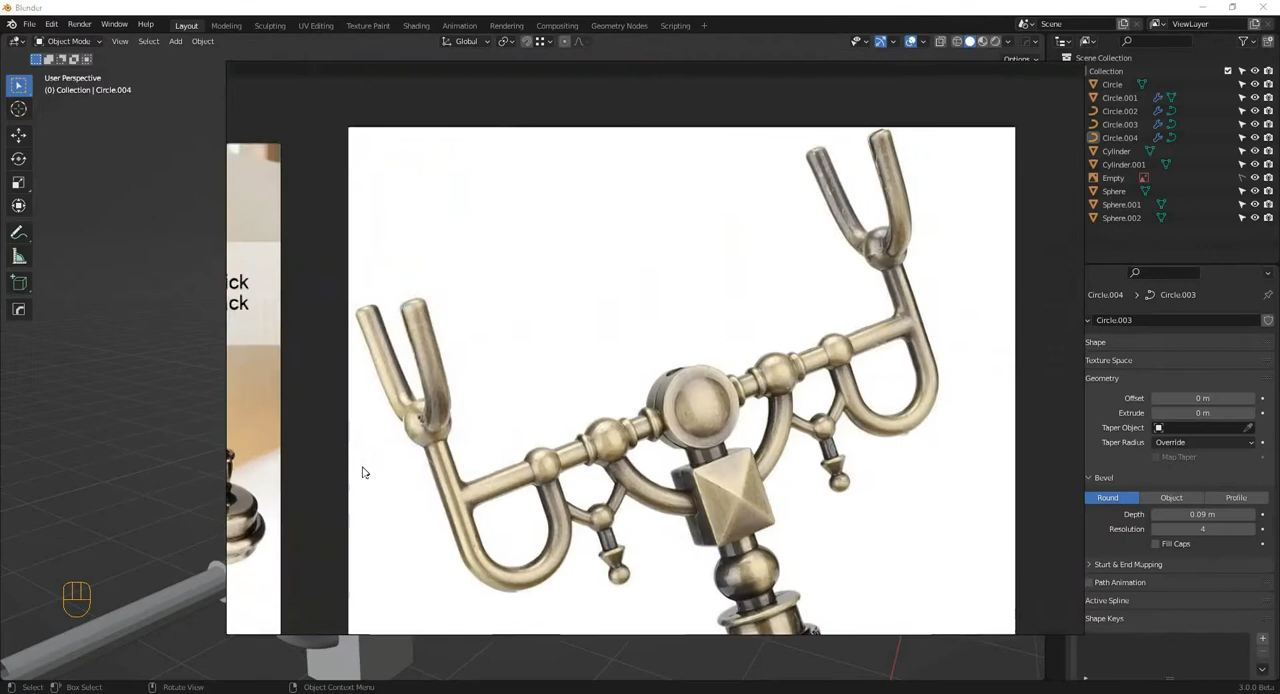 Blender
File Edit Render Window Help
Layout Modeling Sculpting UV Editing Texture Paint Shading Animation Rendering Compositing Geometry Nodes Scripting +
Scene
ViewLayer
Object Mode View Select Add Object
Global
Options
User Perspective
(0) Collection | Circle.004
Scene Collection
Collection
Circle
Circle.001
Circle.002
Circle.003
Circle.004
Cylinder
Cylinder.001
Empty
Sphere
Sphere.001
Sphere.002
ick
ick
Circle.004 > Circle.003
Circle.003
Shape
Texture Space
Geometry
Offset 0 m
Extrude 0 m
Taper Object
Taper Radius Override
Map Taper
Bevel
Round Object Profile
Depth 0.09 m
Resolution 4
Fill Caps
Start & End Mapping
Path Animation
Active Spline
Shape Keys
Select Box Select Rotate View Object Context Menu
3.0.0 Beta